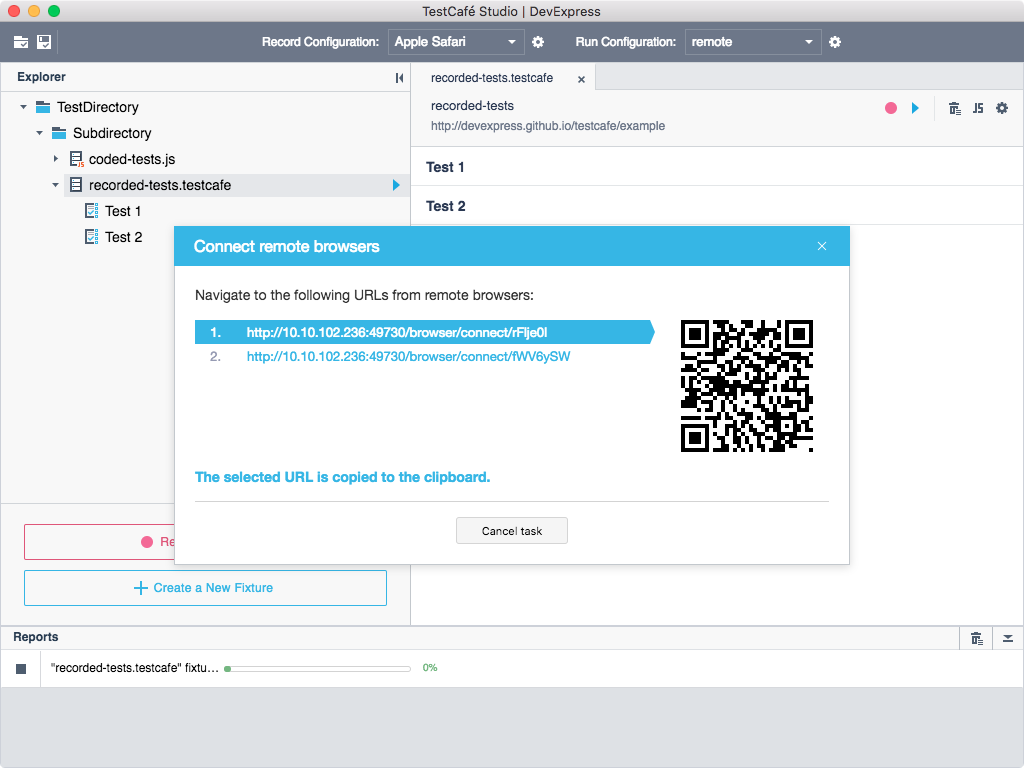 TestCafé Studio | DevExpress
Record Configuration: Apple Safari Run Configuration: remote
Explorer
TestDirectory
Subdirectory
coded-tests.js
recorded-tests.testcafe
Test 1
Test 2
recorded-tests.testcafe
recorded-tests
http://devexpress.github.io/testcafe/example
JS
Test 1
Test 2
Connect remote browsers
Navigate to the following URLs from remote browsers:
1. http://10.10.102.236:49730/browser/connect/rFlje0l
2. http://10.10.102.236:49730/browser/connect/fWV6ySW
The selected URL is copied to the clipboard.
Cancel task
Re
Create a New Fixture
Reports
"recorded-tests.testcafe" fixtu... 0%